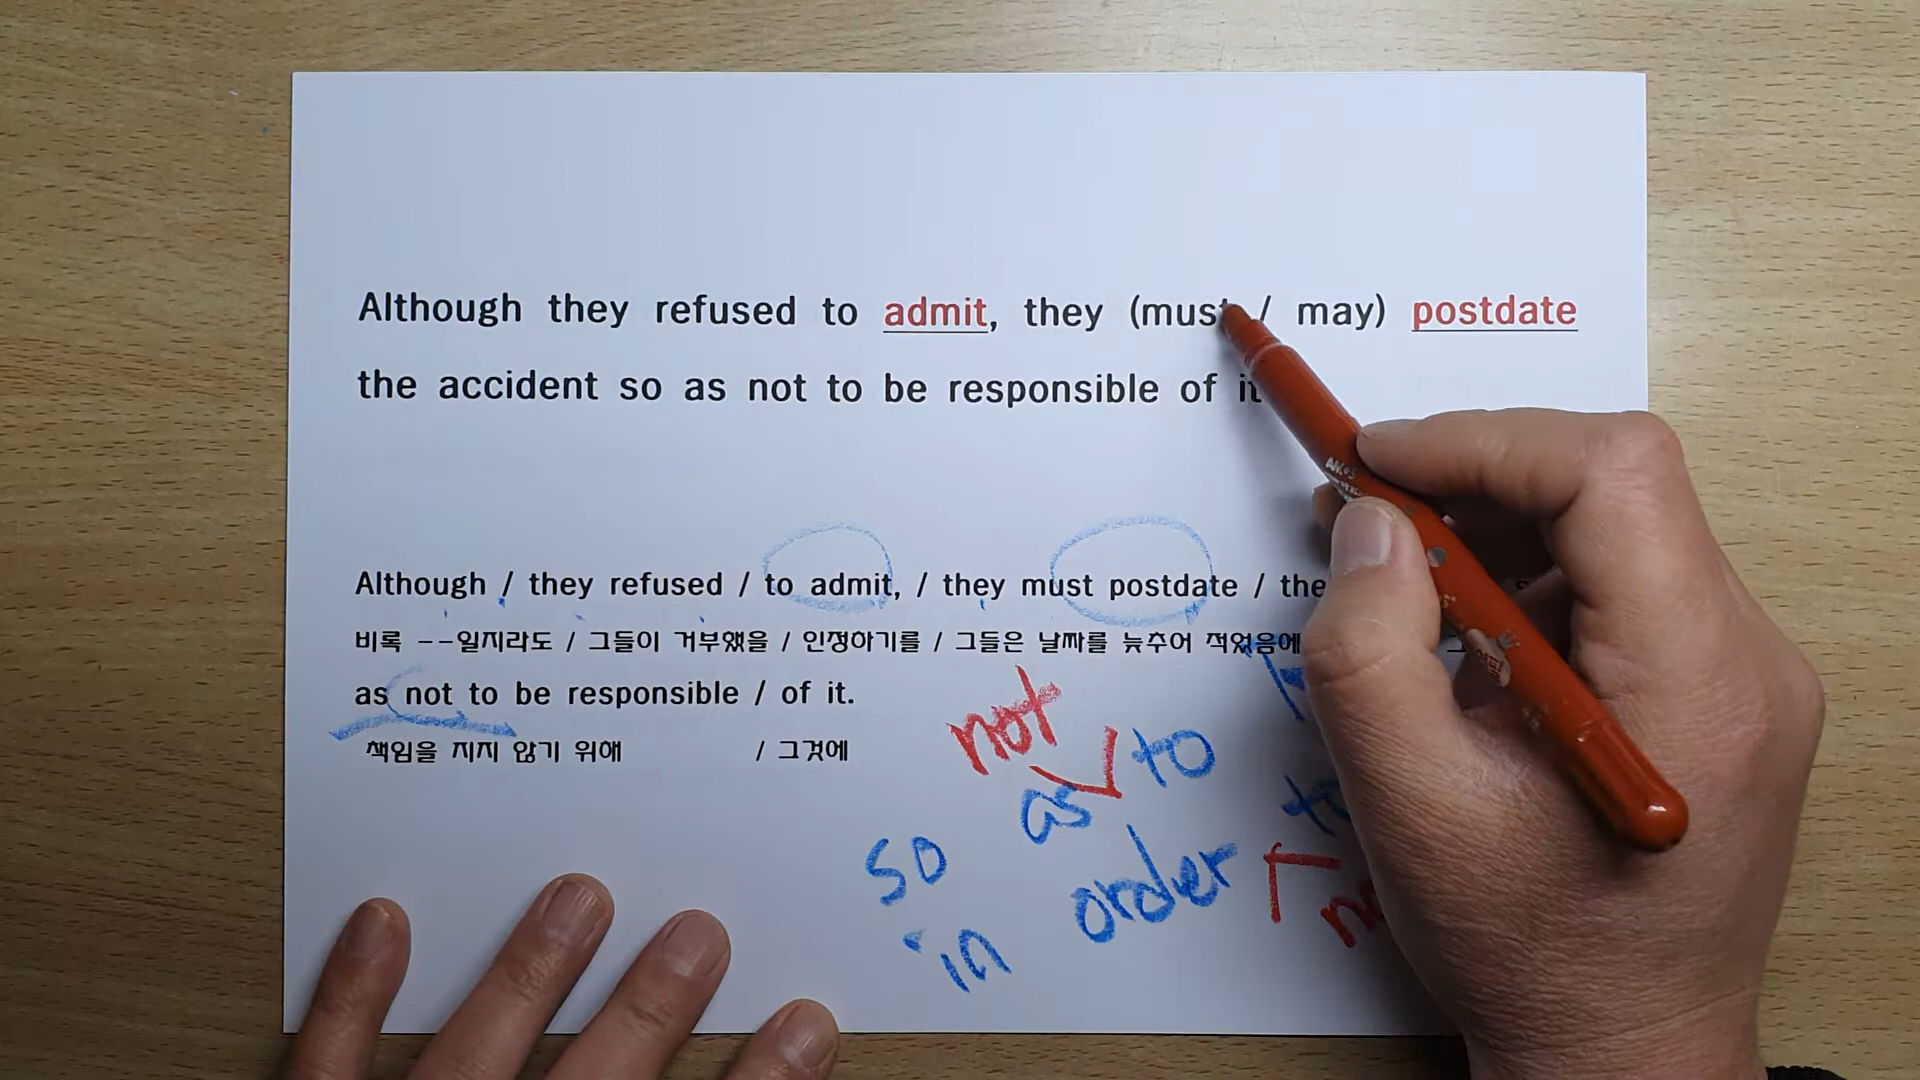 Although they refused to admit, they (must / may) postdate
the accident so as not to be responsible of it
Although / they refused / to admit, / they must postdate / the
비록 --일지라도 / 그들이 거부했을 / 인정하기를 / 그들은 날짜를 늦추어 적었음에
as not to be responsible / of it.
책임을 지지 않기 위해 / 그것에
not
as to
so
in order
to